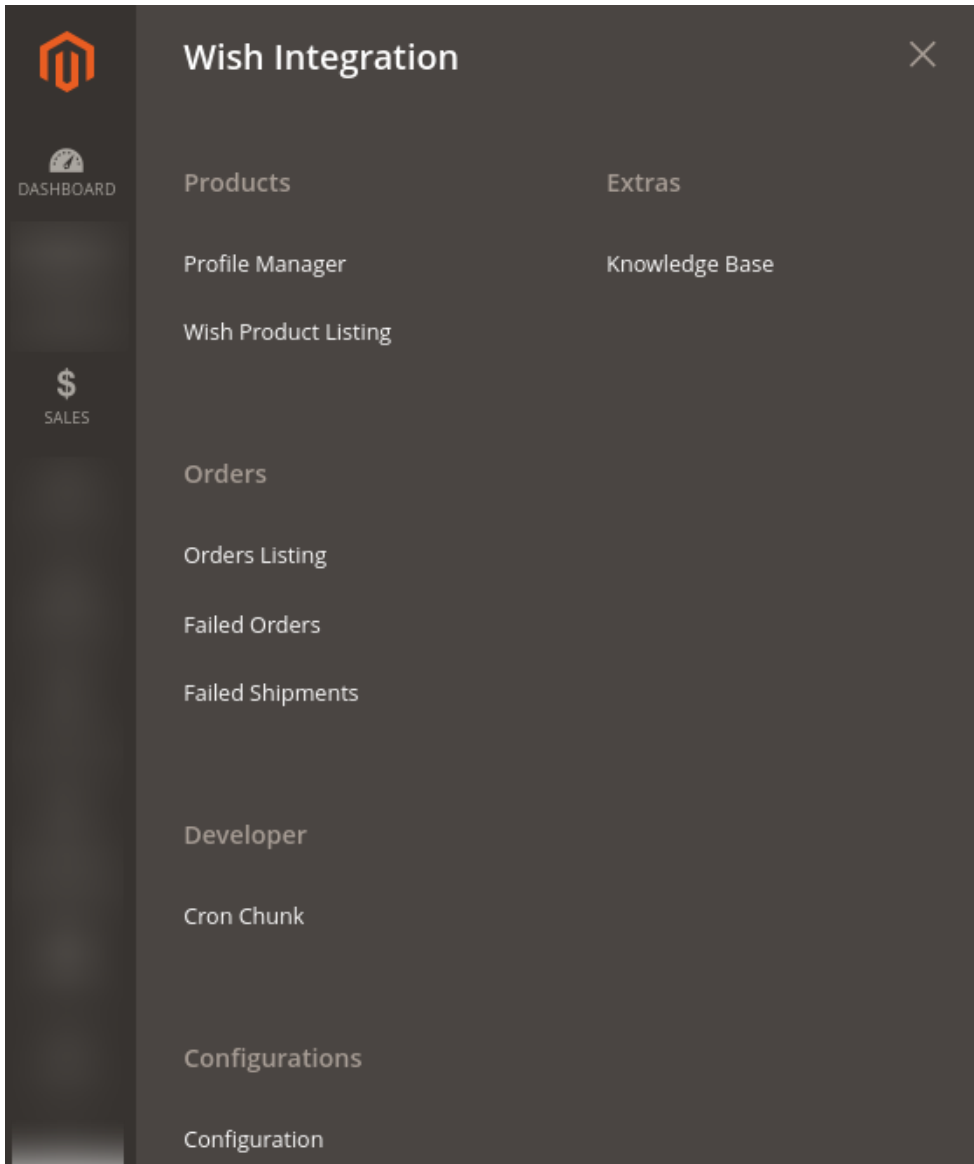 Wish Integration
DASHBOARD
SALES
Products
Profile Manager
Wish Product Listing
Extras
Knowledge Base
Orders
Orders Listing
Failed Orders
Failed Shipments
Developer
Cron Chunk
Configurations
Configuration